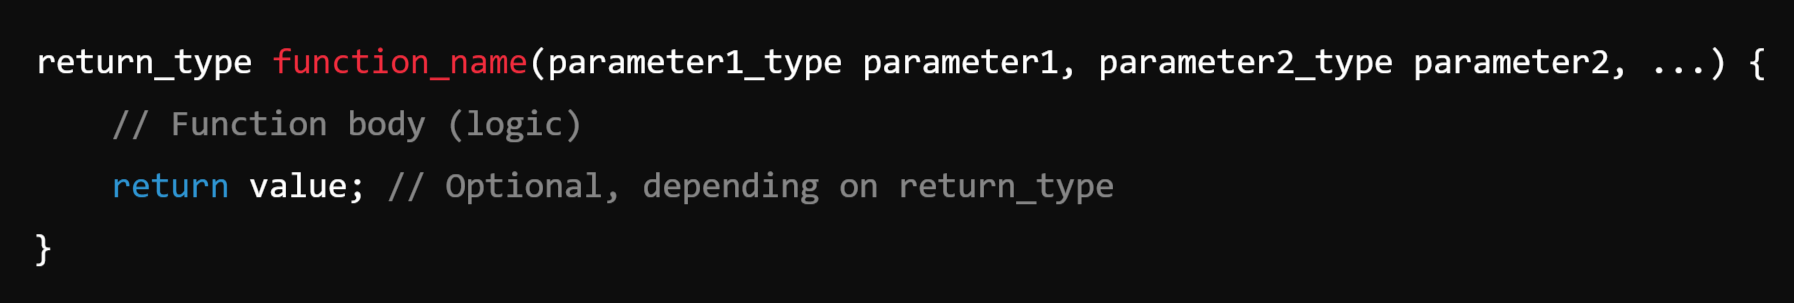 return_type function_name(parameter1_type parameter1, parameter2_type parameter2, ...) {
    // Function body (logic)
    return value; // Optional, depending on return_type
}